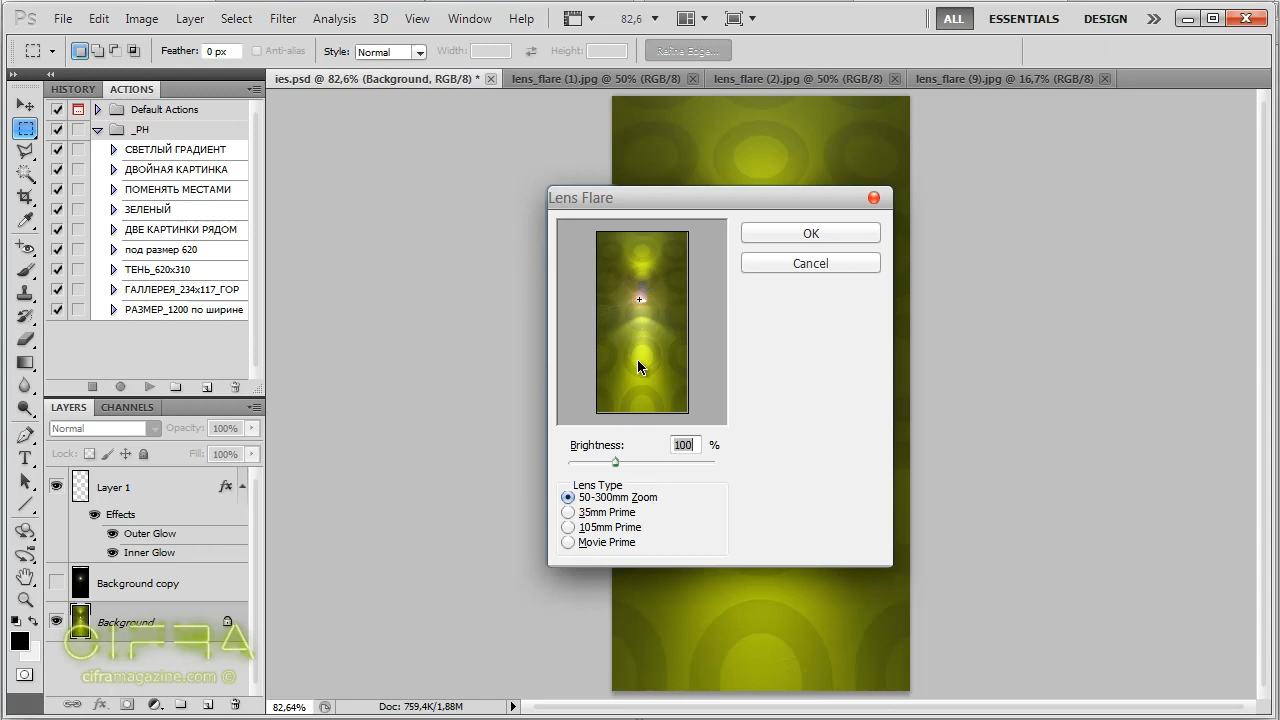 Ps File Edit Image Layer Select Filter Analysis 3D View Window Help 82,6 ALL ESSENTIALS DESIGN
Feather: 0 px Anti-alias Style: Normal Width: Height: Refine Edge...
ies.psd @ 82,6% (Background, RGB/8) * lens_flare (1).jpg @ 50% (RGB/8) lens_flare (2).jpg @ 50% (RGB/8) lens_flare (9).jpg @ 16,7% (RGB/8)
HISTORY ACTIONS
Default Actions
_PH
СВЕТЛЫЙ ГРАДИЕНТ
ДВОЙНАЯ КАРТИНКА
ПОМЕНЯТЬ МЕСТАМИ
ЗЕЛЕНЫЙ
ДВЕ КАРТИНКИ РЯДОМ
под размер 620
ТЕНЬ_620x310
ГАЛЛЕРЕЯ_234x117_ГОР
РАЗМЕР_1200 по ширине
LAYERS CHANNELS
Normal Opacity: 100%
Lock: Fill: 100%
Layer 1 fx
Effects
Outer Glow
Inner Glow
Background copy
Background
CIFRA
ciframagazine.com ©
Lens Flare
OK
Cancel
Brightness: 100 %
Lens Type
50-300mm Zoom
35mm Prime
105mm Prime
Movie Prime
82,64% Doc: 759,4K/1,88M